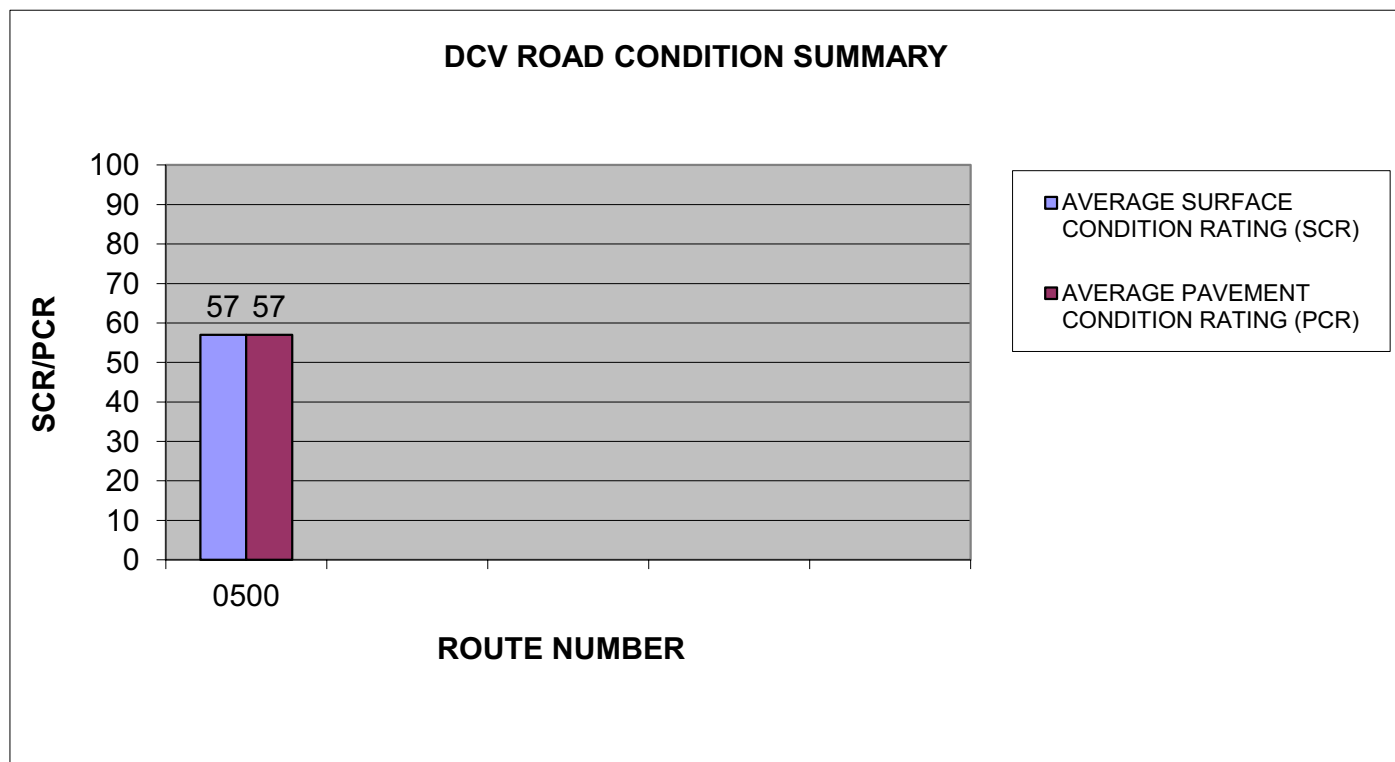 DCV ROAD CONDITION SUMMARY
100
90
80
70
60
50
40
30
20
10
0
SCR/PCR
57 57
0500
ROUTE NUMBER
AVERAGE SURFACE
CONDITION RATING (SCR)
AVERAGE PAVEMENT
CONDITION RATING (PCR)